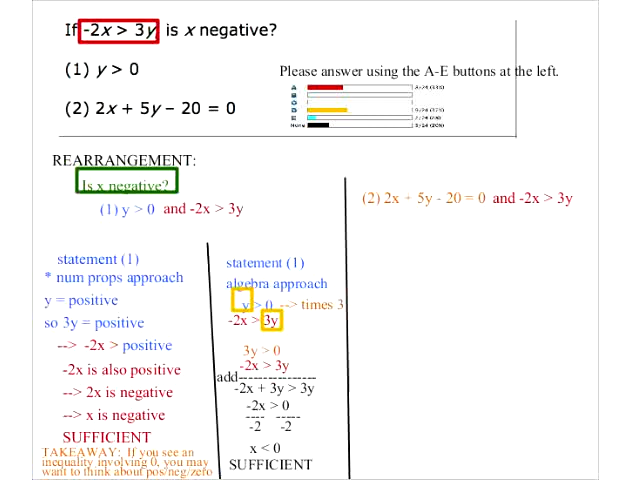 If -2x > 3y, is x negative?
(1) y > 0
Please answer using the A-E buttons at the left.
(2) 2x + 5y – 20 = 0
A
D
E
None
REARRANGEMENT:
Is x negative?
(1) y > 0 and -2x > 3y
(2) 2x + 5y - 20 = 0 and -2x > 3y
statement (1)
* num props approach
y = positive
so 3y = positive
--> -2x > positive
-2x is also positive
--> 2x is negative
--> x is negative
SUFFICIENT
TAKEAWAY: If you see an
inequality involving 0, you may
want to think about pos/neg/zero
statement (1)
algebra approach
y > 0 --> times 3
-2x > 3y
3y > 0
-2x > 3y
add-----------------
-2x + 3y > 3y
-2x > 0
---- -----
-2 -2
x < 0
SUFFICIENT